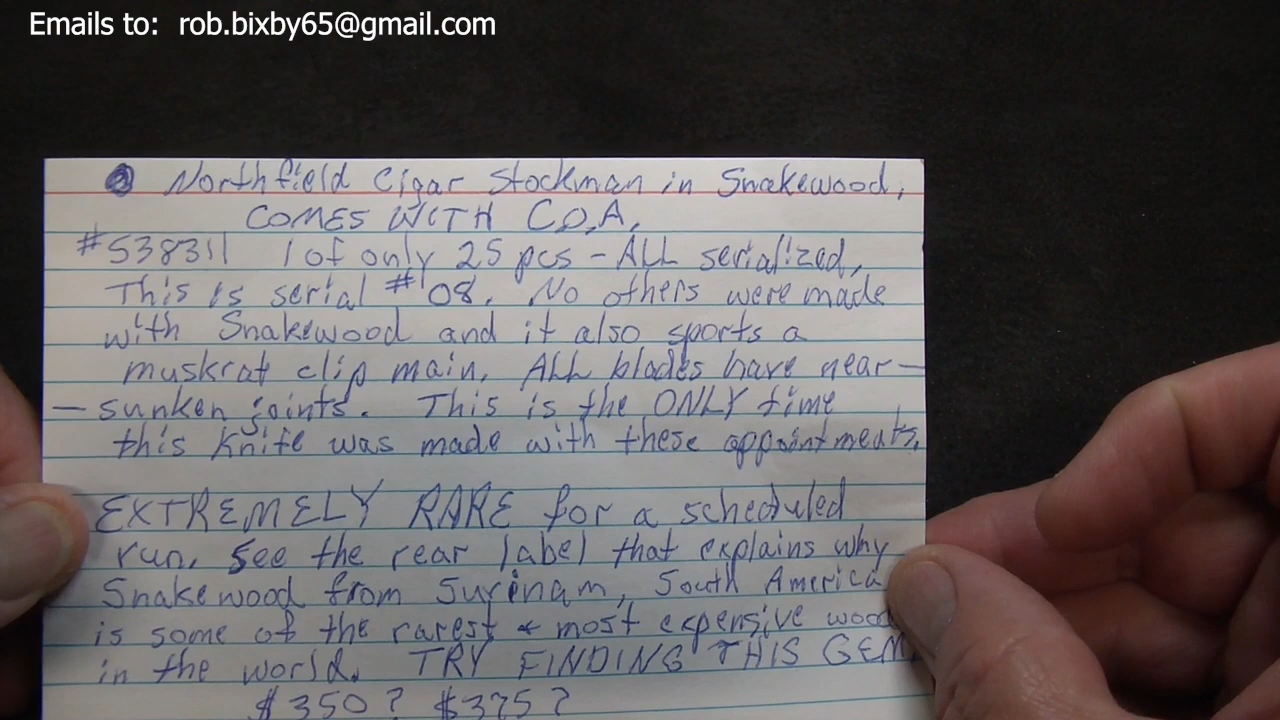 Emails to: rob.bixby65@gmail.com
Northfield Cigar Stockman in Snakewood,
COMES WITH C.O.A.
#538311 1 of only 25 pcs - ALL serialized,
This is serial #08. No others were made
with Snakewood and it also sports a
muskrat clip main. ALL blades have near-
- sunken joints. This is the ONLY time
this knife was made with these appointments.
EXTREMELY RARE for a scheduled
run. See the rear label that explains why
Snakewood from Surinam, South America
is some of the rarest & most expensive wood
in the world. TRY FINDING THIS GEM.
$350? $375?